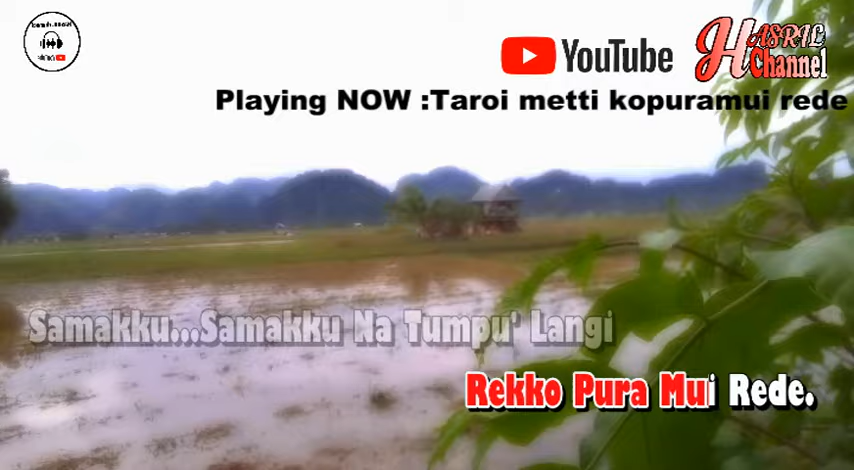 YouTube
HASRIL
Channel
Playing NOW :Taroi metti kopuramui rede
Samakku...Samakku Na Tumpu' Langi
Rekko Pura Mui Rede.